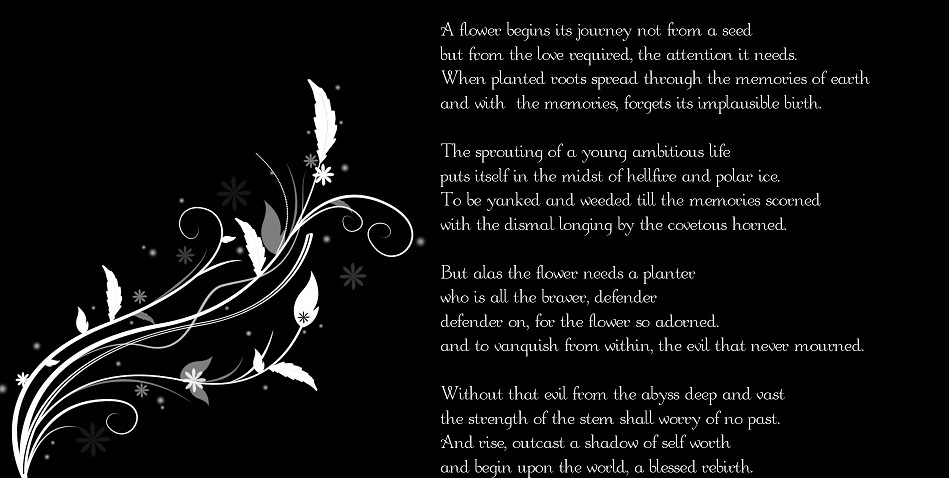 A flower begins its journey not from a seed
but from the love required, the attention it needs.
When planted roots spread through the memories of earth
and with the memories, forgets its implausible birth.
The sprouting of a young ambitious life
puts itself in the midst of hellfire and polar ice.
To be yanked and weeded till the memories scorned
with the dismal longing by the covetous horned.
But alas the flower needs a planter
who is all the braver, defender
defender on, for the flower so adorned.
and to vanquish from within, the evil that never mourned.
Without that evil from the abyss deep and vast
the strength of the stem shall worry of no past.
And rise, outcast a shadow of self worth
and begin upon the world, a blessed rebirth.